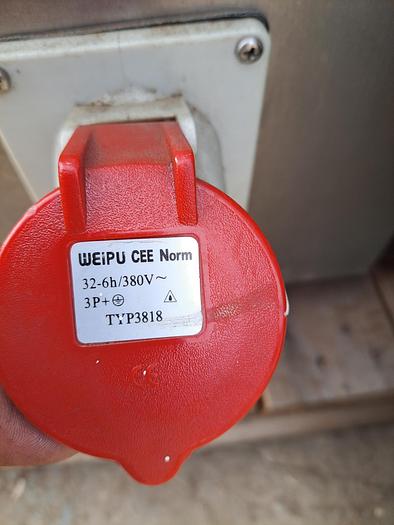 WEiPU CEE Norm
32-6h/380V~
3P+⏚
TYP3818